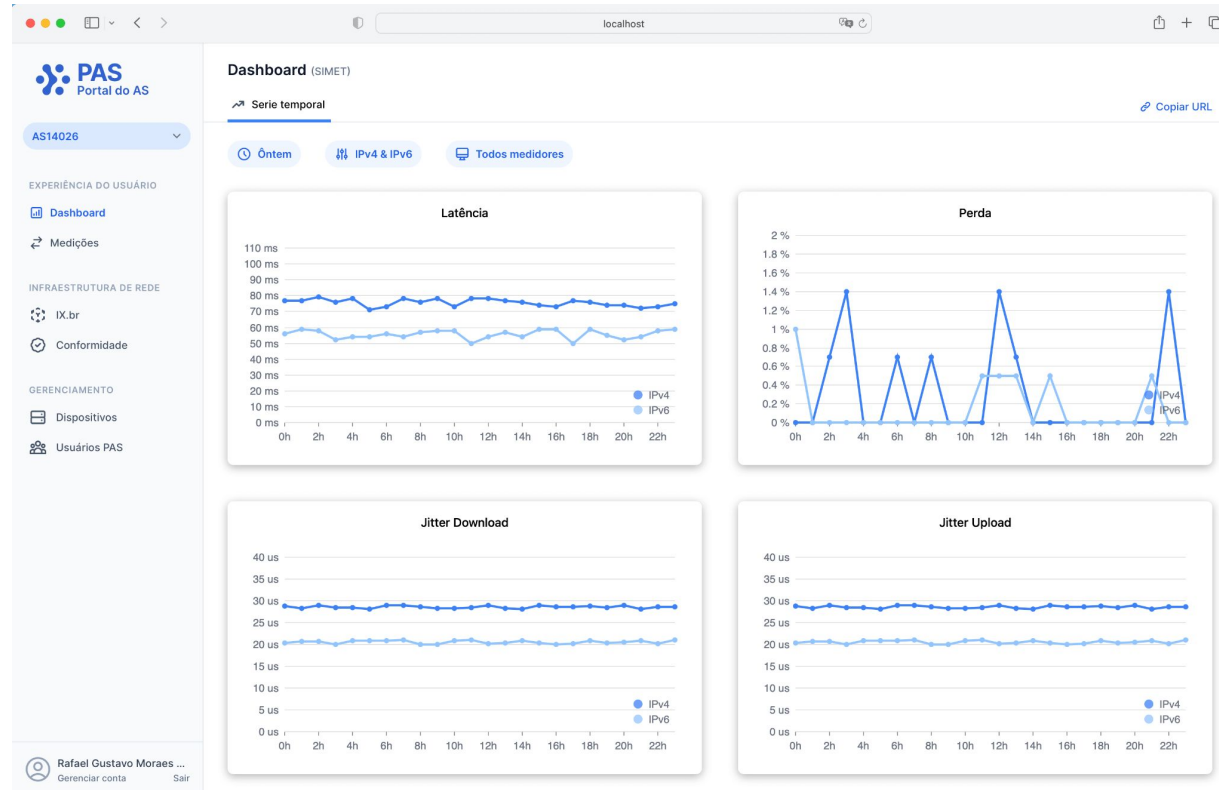 localhost
PAS
Portal do AS
AS14026
EXPERIÊNCIA DO USUÁRIO
Dashboard
Medições
INFRAESTRUTURA DE REDE
IX.br
Conformidade
GERENCIAMENTO
Dispositivos
Usuários PAS
Rafael Gustavo Moraes ...
Gerenciar conta Sair
Dashboard (SIMET)
Serie temporal
Copiar URL
Ôntem IPv4 & IPv6 Todos medidores
Latência
110 ms
100 ms
90 ms
80 ms
70 ms
60 ms
50 ms
40 ms
30 ms
20 ms
10 ms
0 ms
IPv4
IPv6
0h 2h 4h 6h 8h 10h 12h 14h 16h 18h 20h 22h
Perda
2 %
1.8 %
1.6 %
1.4 %
1.2 %
1 %
0.8 %
0.6 %
0.4 %
0.2 %
0 %
IPv4
IPv6
0h 2h 4h 6h 8h 10h 12h 14h 16h 18h 20h 22h
Jitter Download
40 us
35 us
30 us
25 us
20 us
15 us
10 us
5 us
0 us
IPv4
IPv6
0h 2h 4h 6h 8h 10h 12h 14h 16h 18h 20h 22h
Jitter Upload
40 us
35 us
30 us
25 us
20 us
15 us
10 us
5 us
0 us
IPv4
IPv6
0h 2h 4h 6h 8h 10h 12h 14h 16h 18h 20h 22h